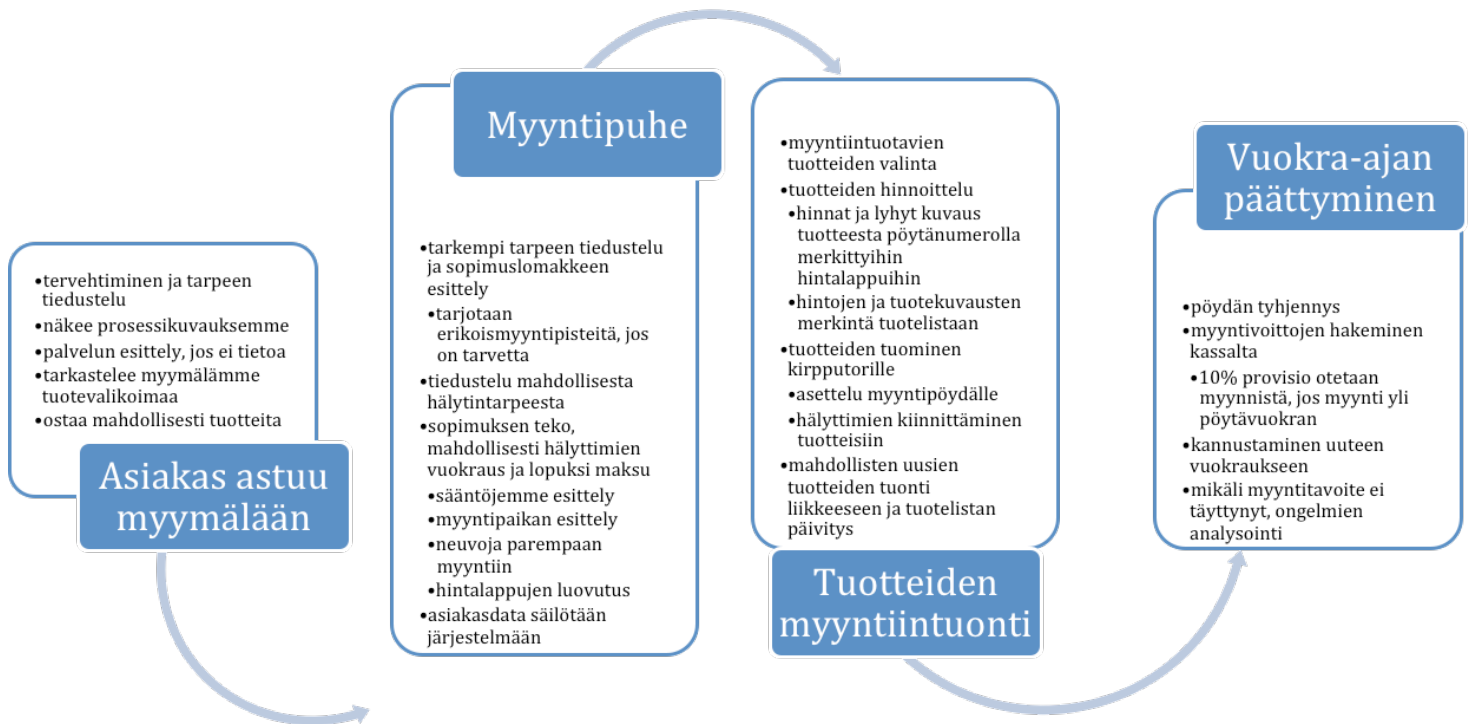 •tervehtiminen ja tarpeen
tiedustelu
•näkee prosessikuvauksemme
•palvelun esittely, jos ei tietoa
•tarkastelee myymälämme
tuotevalikoimaa
•ostaa mahdollisesti tuotteita
Asiakas astuu
myymälään
Myyntipuhe
•tarkempi tarpeen tiedustelu
ja sopimuslomakkeen
esittely
•tarjotaan
erikoismyyntipisteitä, jos
on tarvetta
•tiedustelu mahdollisesta
hälytintarpeesta
•sopimuksen teko,
mahdollisesti hälyttimien
vuokraus ja lopuksi maksu
•sääntöjemme esittely
•myyntipaikan esittely
•neuvoja parempaan
myyntiin
•hintalappujen luovutus
•asiakasdata säilötään
järjestelmään
•myyntiintuotavien
tuotteiden valinta
•tuotteiden hinnoittelu
•hinnat ja lyhyt kuvaus
tuotteesta pöytänumerolla
merkittyihin
hintalappuihin
•hintojen ja tuotekuvausten
merkintä tuotelistaan
•tuotteiden tuominen
kirpputorille
•asettelu myyntipöydälle
•hälyttimien kiinnittäminen
tuotteisiin
•mahdollisten uusien
tuotteiden tuonti
liikkeeseen ja tuotelistan
päivitys
Tuotteiden
myyntiintuonti
Vuokra-ajan
päättyminen
•pöydän tyhjennys
•myyntivoittojen hakeminen
kassalta
•10% provisio otetaan
myynnistä, jos myynti yli
pöytävuokran
•kannustaminen uuteen
vuokraukseen
•mikäli myyntitavoite ei
täyttynyt, ongelmien
analysointi